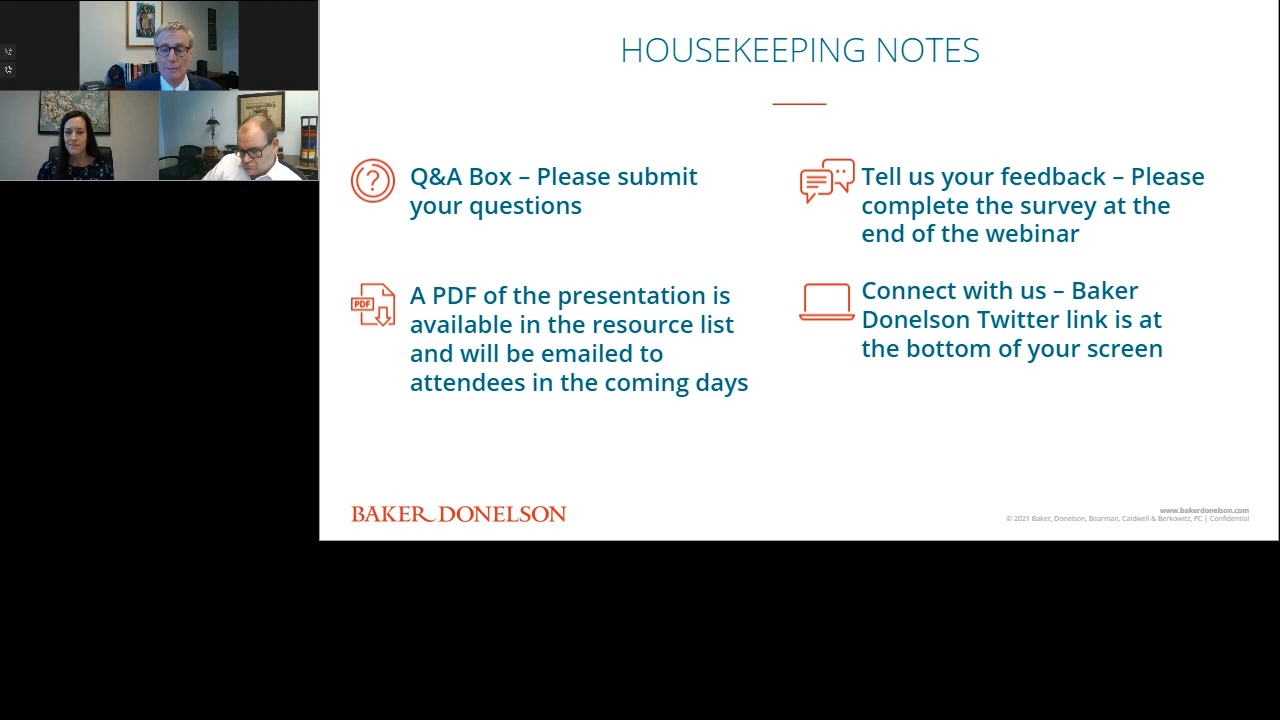 HOUSEKEEPING NOTES
Q&A Box – Please submit
your questions
A PDF of the presentation is
available in the resource list
and will be emailed to
attendees in the coming days
Tell us your feedback – Please
complete the survey at the
end of the webinar
Connect with us – Baker
Donelson Twitter link is at
the bottom of your screen
PDF
BAKER DONELSON
www.bakerdonelson.com
© 2021 Baker, Donelson, Bearman, Caldwell & Berkowitz, PC | Confidential